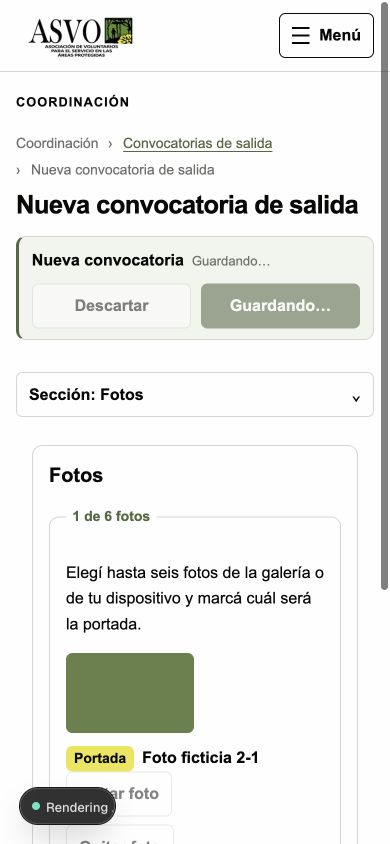 ASVO
ASOCIACIÓN DE VOLUNTARIOS
PARA EL SERVICIO EN LAS
ÁREAS PROTEGIDAS
Menú
COORDINACIÓN
Coordinación › Convocatorias de salida
› Nueva convocatoria de salida
Nueva convocatoria de salida
Nueva convocatoria Guardando…
Descartar
Guardando…
Sección: Fotos
Fotos
1 de 6 fotos
Elegí hasta seis fotos de la galería o
de tu dispositivo y marcá cuál será
la portada.
Portada Foto ficticia 2-1
foto
Rendering